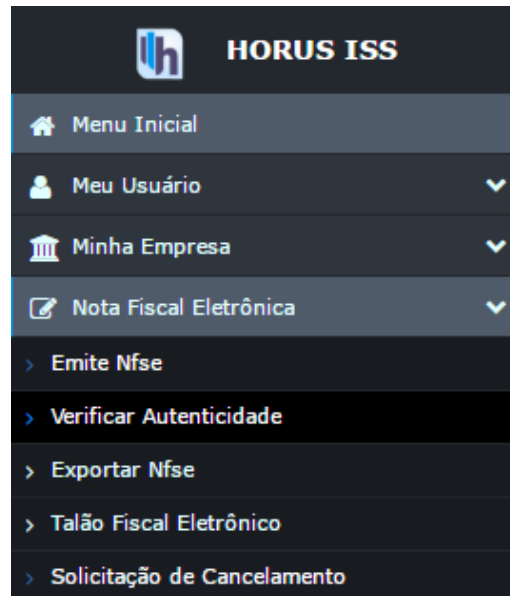 HORUS ISS
Menu Inicial
Meu Usuário
Minha Empresa
Nota Fiscal Eletrônica
Emite Nfse
Verificar Autenticidade
Exportar Nfse
Talão Fiscal Eletrônico
Solicitação de Cancelamento